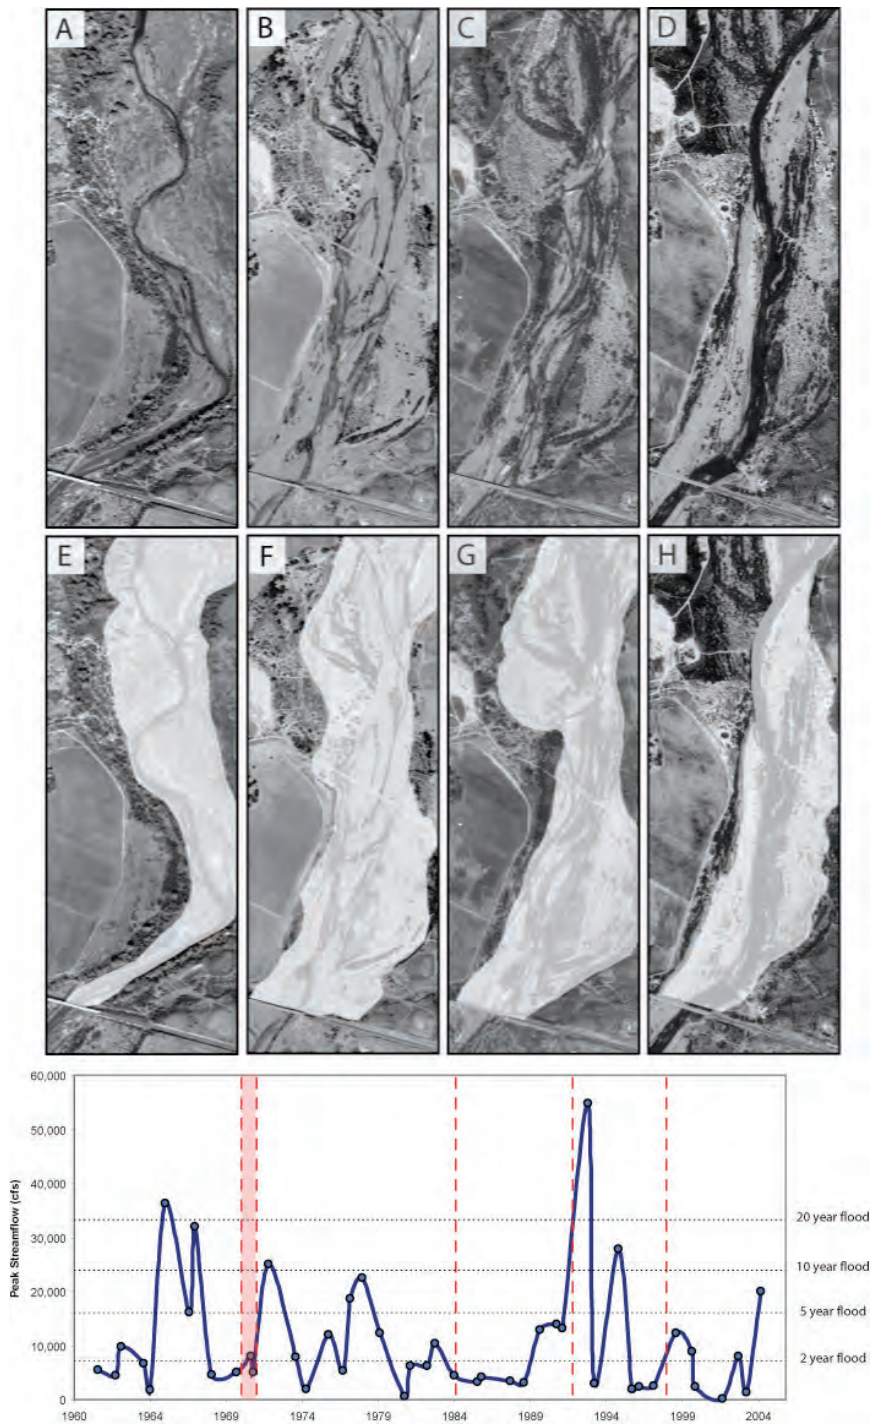 A B C D
E F G H
60,000
50,000
40,000
30,000
20,000
10,000
0
Peak Streamflow (cfs)
20 year flood
10 year flood
5 year flood
2 year flood
1960 1964 1969 1974 1979 1984 1989 1994 1999 2004